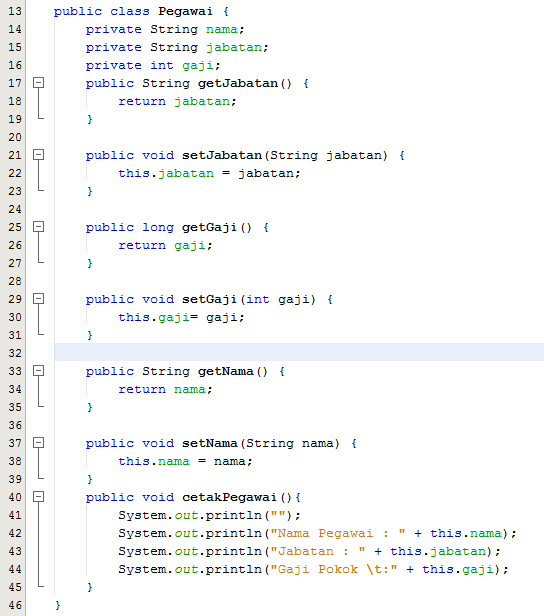 13 public class Pegawai {
14 private String nama;
15 private String jabatan;
16 private int gaji;
17 public String getJabatan() {
18 return jabatan;
19 }
20
21 public void setJabatan(String jabatan) {
22 this.jabatan = jabatan;
23 }
24
25 public long getGaji() {
26 return gaji;
27 }
28
29 public void setGaji(int gaji) {
30 this.gaji= gaji;
31 }
32
33 public String getNama() {
34 return nama;
35 }
36
37 public void setNama(String nama) {
38 this.nama = nama;
39 }
40 public void cetakPegawai(){
41 System.out.println("");
42 System.out.println("Nama Pegawai : " + this.nama);
43 System.out.println("Jabatan : " + this.jabatan);
44 System.out.println("Gaji Pokok \t:" + this.gaji);
45 }
46 }